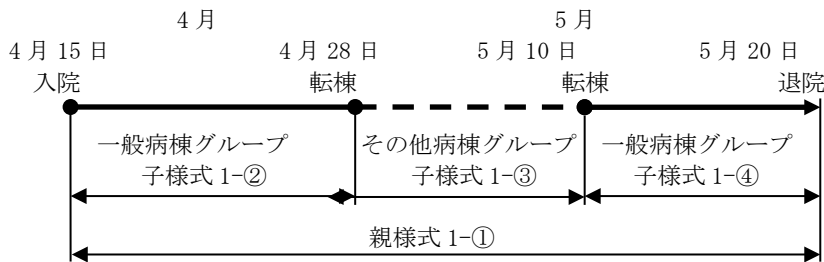 4月 5月
4月15日 4月28日 5月10日 5月20日
入院 転棟 転棟 退院
一般病棟グループ その他病棟グループ 一般病棟グループ
子様式1-② 子様式1-③ 子様式1-④
親様式1-①